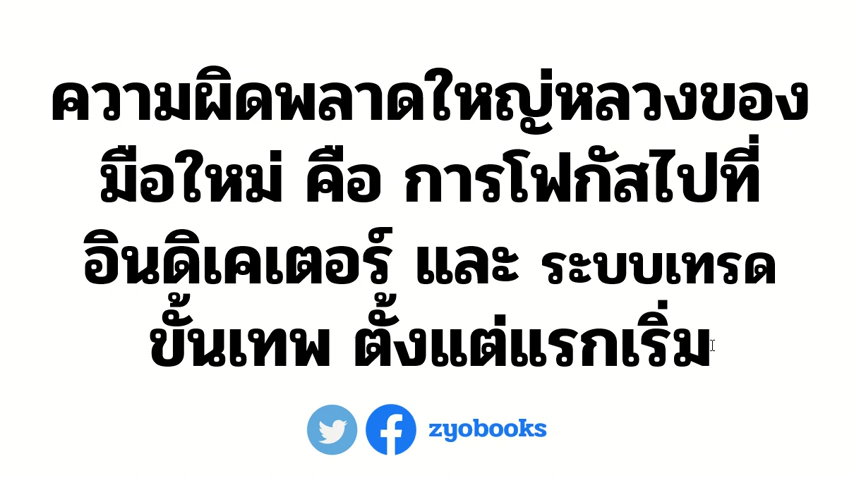 ความผิดพลาดใหญ่หลวงของ
มือใหม่ คือ การโฟกัสไปที่
อินดิเคเตอร์ และ ระบบเทรด
ขั้นเทพ ตั้งแต่แรกเริ่ม
zyobooks